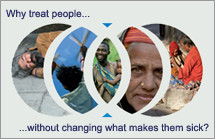 Why treat people...
...without changing what makes them sick?